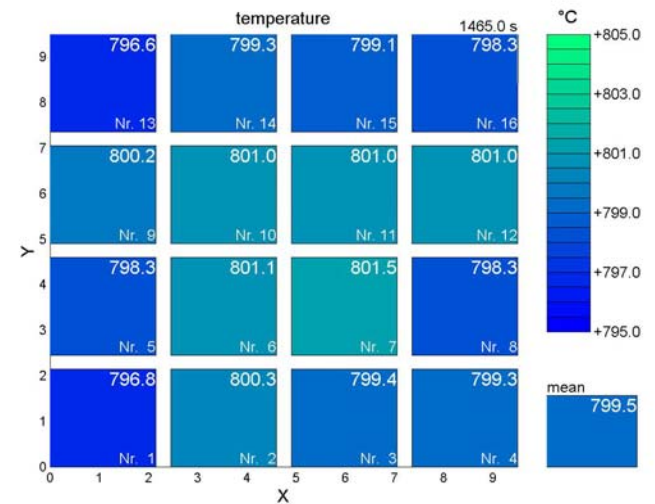 temperature
1465.0 s
°C
9
8
7
6
5
4
3
2
1
0
Y
796.6
Nr. 13
799.3
Nr. 14
799.1
Nr. 15
798.3
Nr. 16
800.2
Nr. 9
801.0
Nr. 10
801.0
Nr. 11
801.0
Nr. 12
798.3
Nr. 5
801.1
Nr. 6
801.5
Nr. 7
798.3
Nr. 8
796.8
Nr. 1
800.3
Nr. 2
799.4
Nr. 3
799.3
Nr. 4
0 1 2 3 4 5 6 7 8 9
X
+805.0
+803.0
+801.0
+799.0
+797.0
+795.0
mean
799.5